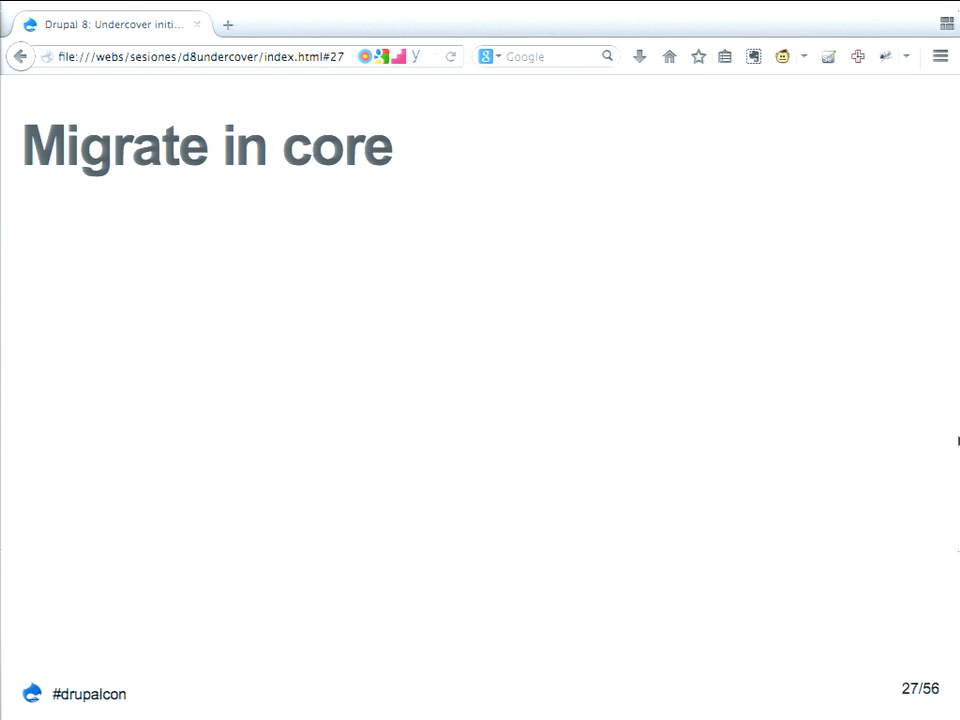 Drupal 8: Undercover initi...
file:///webs/sesiones/d8undercover/index.html#27
Google
Migrate in core
#drupalcon
27/56